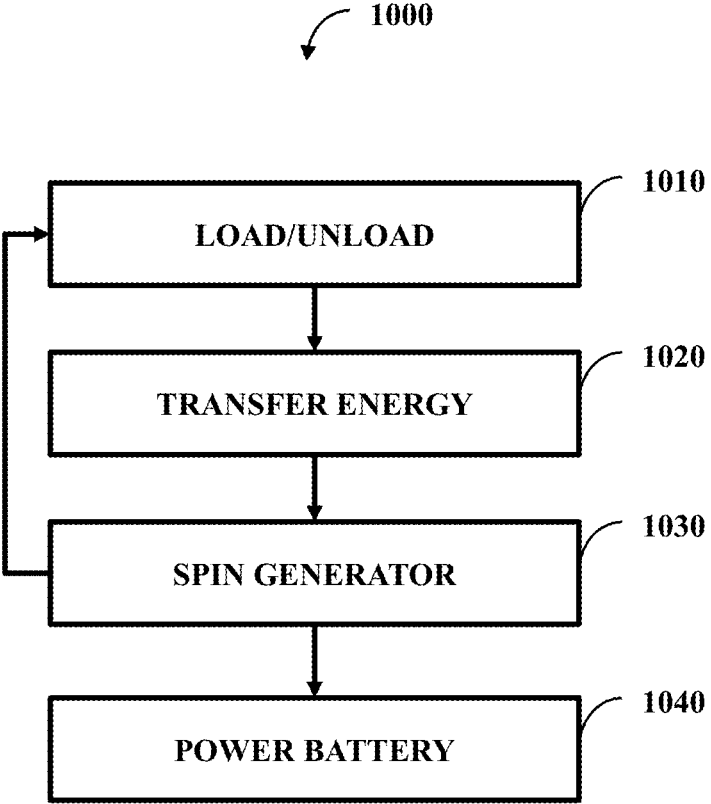 1000
1010
LOAD/UNLOAD
1020
TRANSFER ENERGY
1030
SPIN GENERATOR
1040
POWER BATTERY